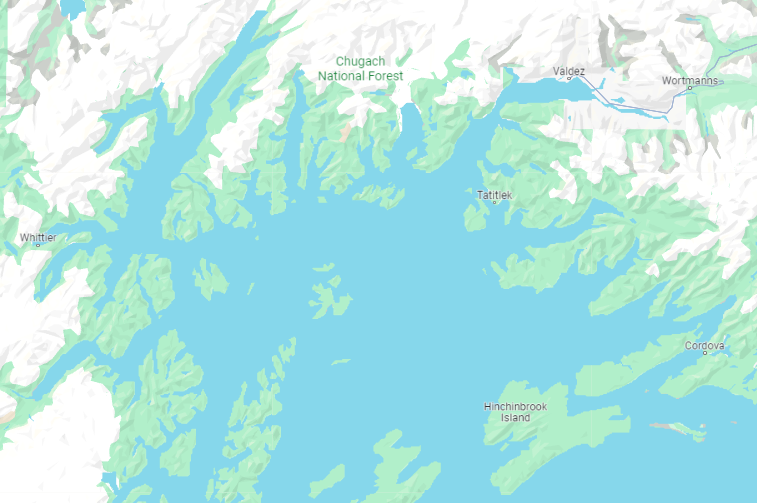 Chugach
National Forest
Valdez
Wortmanns
Tatitlek
Whittier
Cordova
Hinchinbrook
Island